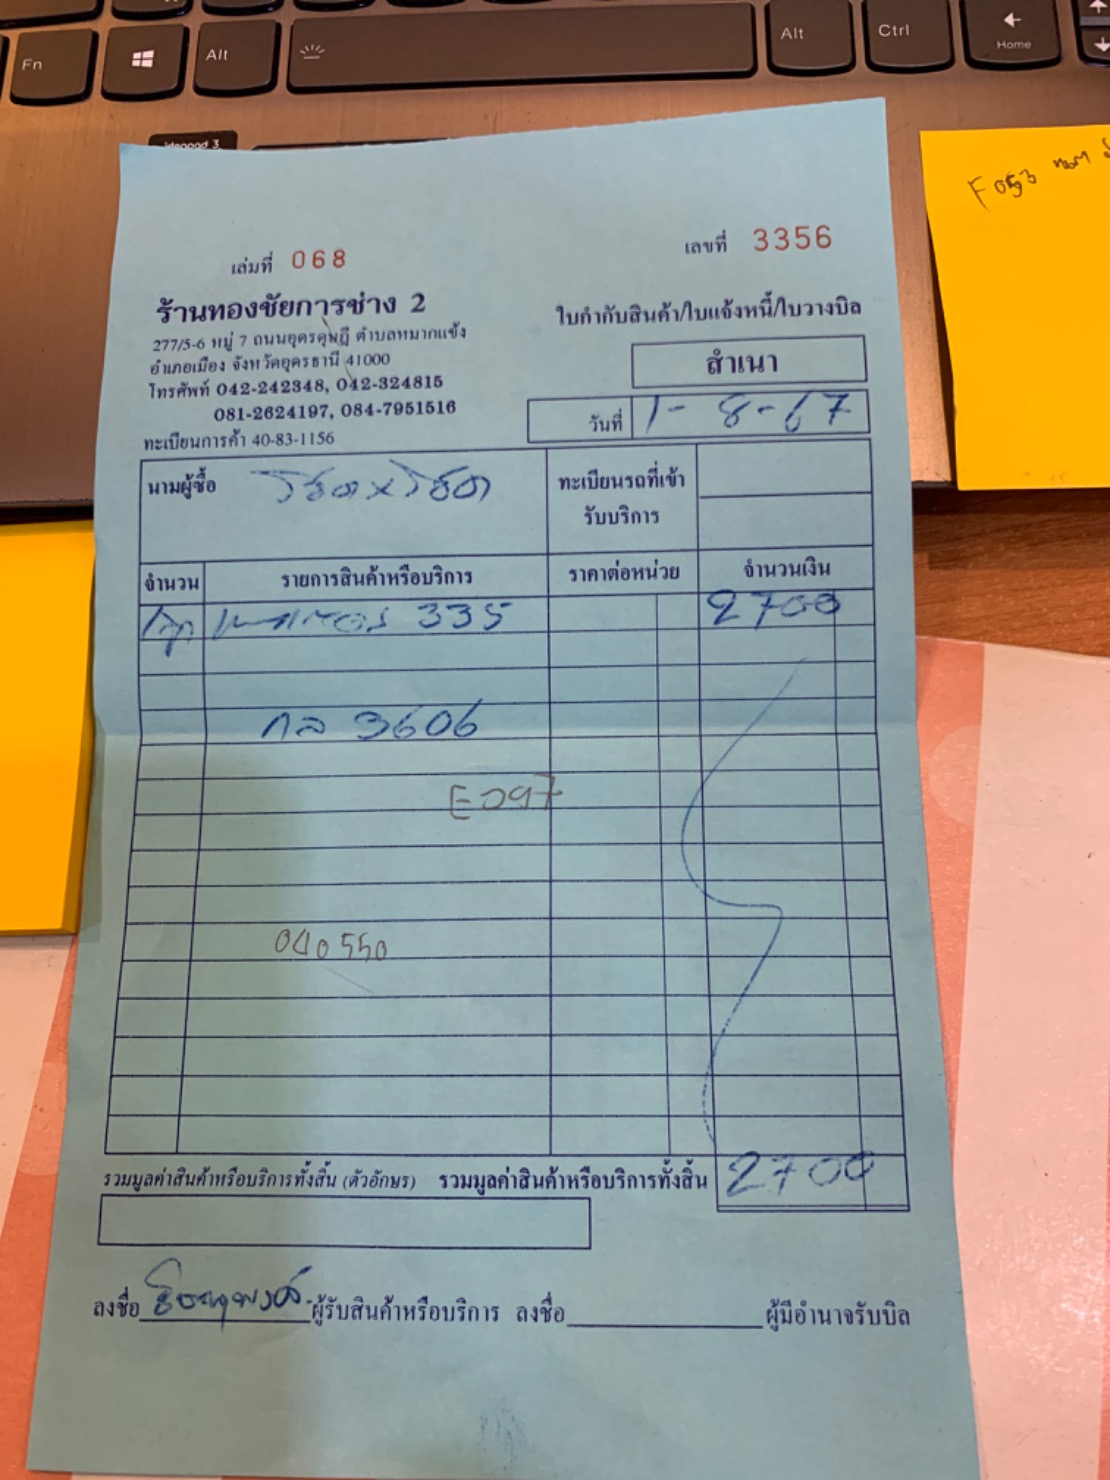 Fn
Alt
Alt
Ctrl
Home
ideapad 3
F053
เล่มที่ 068
เลขที่ 3356
ร้านทองชัยการช่าง 2
277/5-6 หมู่ 7 ถนนอุดรดุษฎี ตำบลหมากแข้ง
อำเภอเมือง จังหวัดอุดรธานี 41000
โทรศัพท์ 042-242348, 042-324815
081-2624197, 084-7951516
ทะเบียนการค้า 40-83-1156
ใบกำกับสินค้า/ใบแจ้งหนี้/ใบวางบิล
สำเนา
วันที่ 1-8-67
นามผู้ซื้อ
ทะเบียนรถที่เข้า
รับบริการ
จำนวน รายการสินค้าหรือบริการ ราคาต่อหน่วย จำนวนเงิน
335 2700
กล 3606
E097
040550
รวมมูลค่าสินค้าหรือบริการทั้งสิ้น (ตัวอักษร) รวมมูลค่าสินค้าหรือบริการทั้งสิ้น 2700
ลงชื่อ ผู้รับสินค้าหรือบริการ ลงชื่อ ผู้มีอำนาจรับบิล